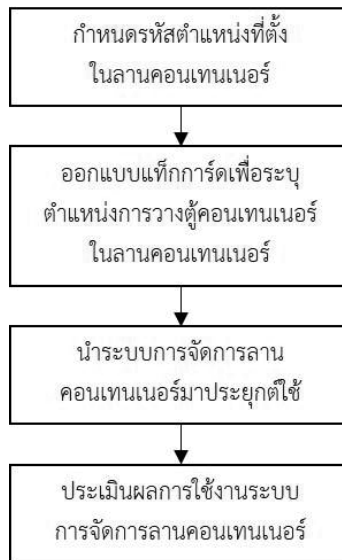 กำหนดรหัสตำแหน่งที่ตั้ง
ในลานคอนเทนเนอร์
ออกแบบแท็กการ์ดเพื่อระบุ
ตำแหน่งการวางตู้คอนเทนเนอร์
ในลานคอนเทนเนอร์
นำระบบการจัดการลาน
คอนเทนเนอร์มาประยุกต์ใช้
ประเมินผลการใช้งานระบบ
การจัดการลานคอนเทนเนอร์